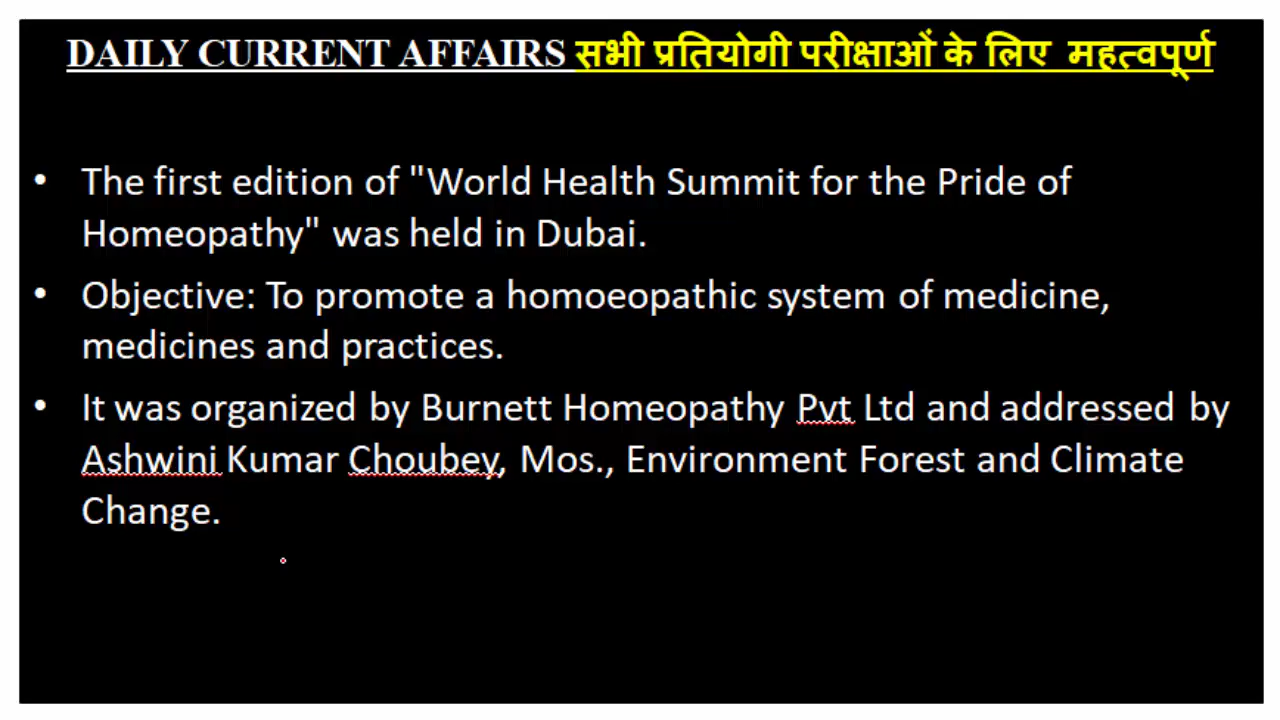 DAILY CURRENT AFFAIRS सभी प्रतियोगी परीक्षाओं के लिए महत्वपूर्ण
• The first edition of "World Health Summit for the Pride of
Homeopathy" was held in Dubai.
• Objective: To promote a homoeopathic system of medicine,
medicines and practices.
• It was organized by Burnett Homeopathy Pvt Ltd and addressed by
Ashwini Kumar Choubey, Mos., Environment Forest and Climate
Change.